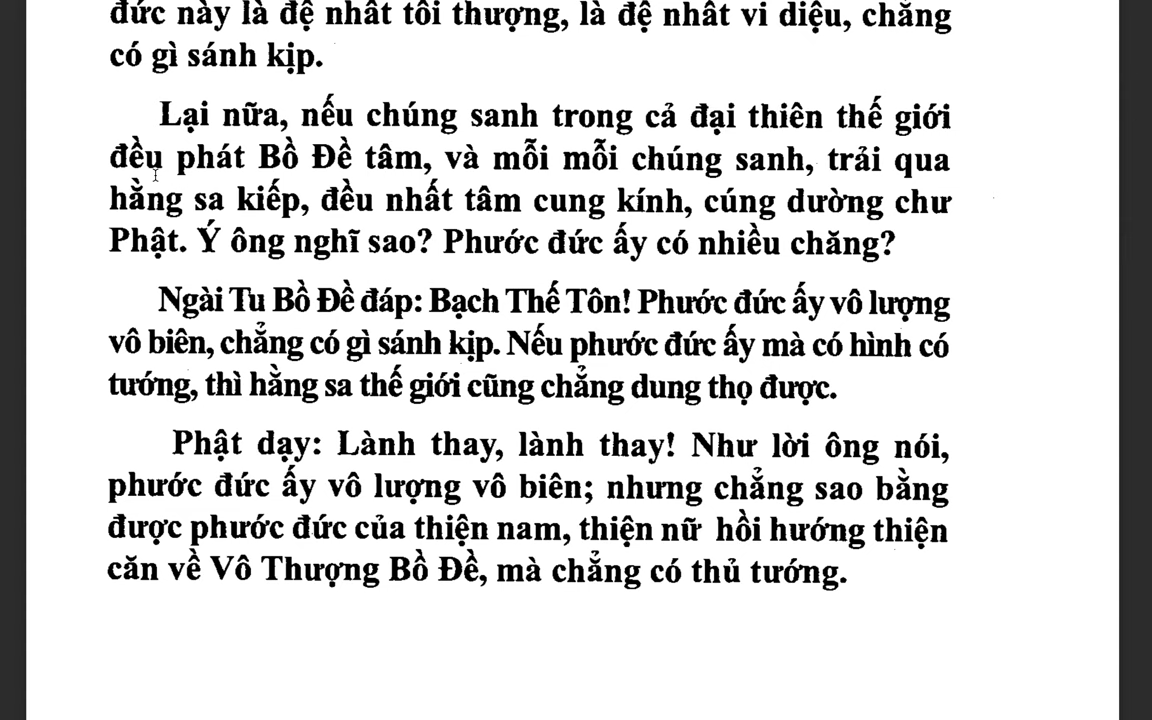 đức này là đệ nhất tối thượng, là đệ nhất vi diệu, chẳng
có gì sánh kịp.
Lại nữa, nếu chúng sanh trong cả đại thiên thế giới
đều phát Bồ Đề tâm, và mỗi mỗi chúng sanh, trải qua
hằng sa kiếp, đều nhất tâm cung kính, cúng dường chư
Phật. Ý ông nghĩ sao? Phước đức ấy có nhiều chăng?
Ngài Tu Bồ Đề đáp: Bạch Thế Tôn! Phước đức ấy vô lượng
vô biên, chẳng có gì sánh kịp. Nếu phước đức ấy mà có hình có
tướng, thì hằng sa thế giới cũng chẳng dung thọ được.
Phật dạy: Lành thay, lành thay! Như lời ông nói,
phước đức ấy vô lượng vô biên; nhưng chẳng sao bằng
được phước đức của thiện nam, thiện nữ hồi hướng thiện
căn về Vô Thượng Bồ Đề, mà chẳng có thủ tướng.